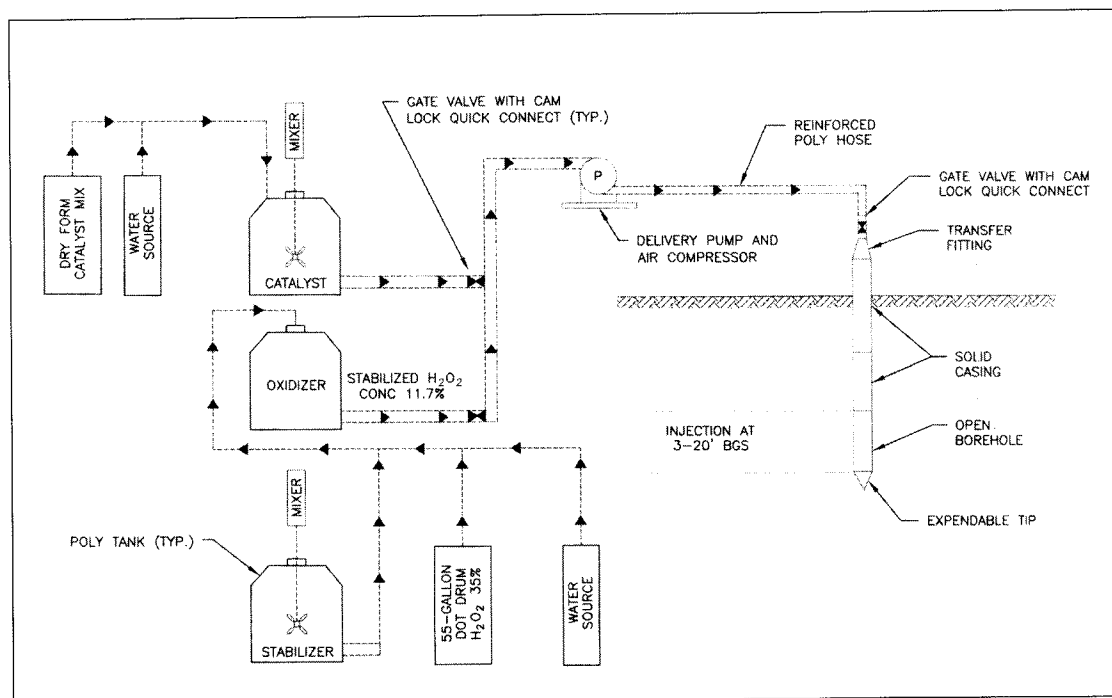 GATE VALVE WITH CAM
LOCK QUICK CONNECT (TYP.)
MIXER
DRY FORM
CATALYST MIX
WATER
SOURCE
CATALYST
P
DELIVERY PUMP AND
AIR COMPRESSOR
REINFORCED
POLY HOSE
GATE VALVE WITH CAM
LOCK QUICK CONNECT
TRANSFER
FITTING
OXIDIZER
STABILIZED H₂O₂
CONC 11.7%
SOLID
CASING
INJECTION AT
3-20' BGS
OPEN
BOREHOLE
EXPENDABLE TIP
MIXER
POLY TANK (TYP.)
STABILIZER
55-GALLON
DOT DRUM
H₂O₂ 35%
WATER
SOURCE